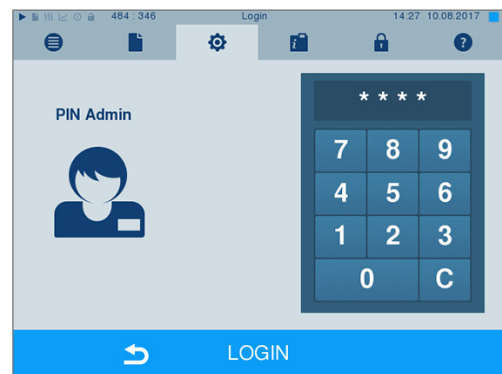 484 : 346 Login 14:27 10.08.2017
i ?
PIN Admin
* * * *
7 8 9
4 5 6
1 2 3
0 C
LOGIN